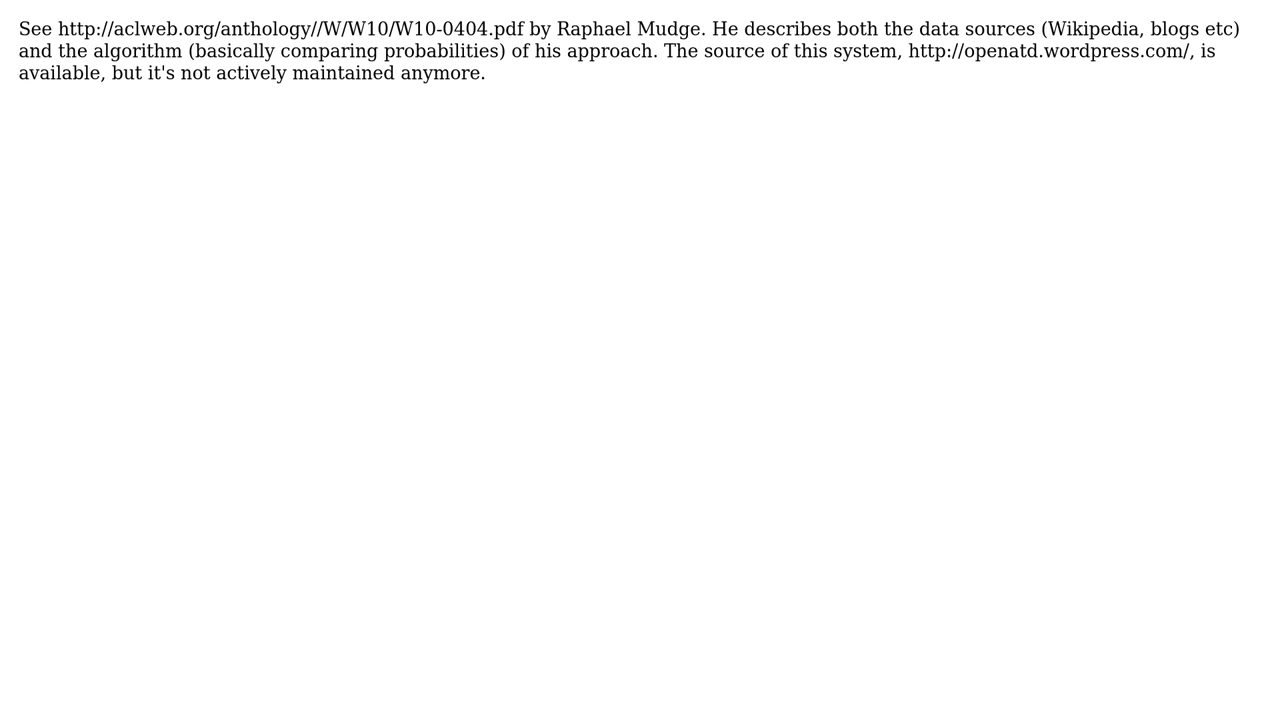 See http://aclweb.org/anthology//W/W10/W10-0404.pdf by Raphael Mudge. He describes both the data sources (Wikipedia, blogs etc)
and the algorithm (basically comparing probabilities) of his approach. The source of this system, http://openatd.wordpress.com/, is
available, but it's not actively maintained anymore.